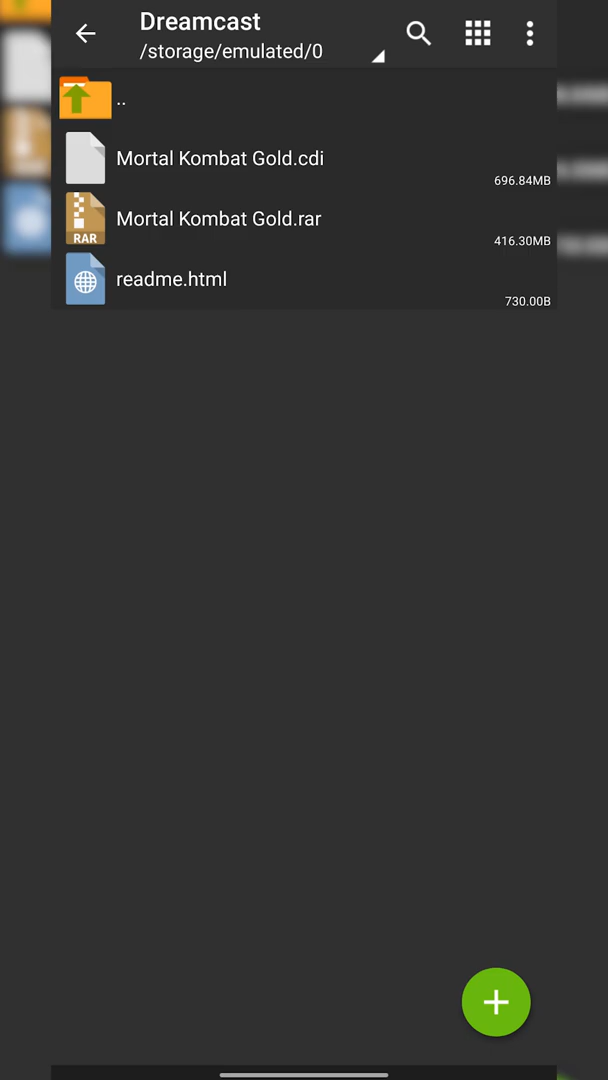 Dreamcast
/storage/emulated/0
..
Mortal Kombat Gold.cdi
696.84MB
Mortal Kombat Gold.rar
RAR
416.30MB
readme.html
730.00B